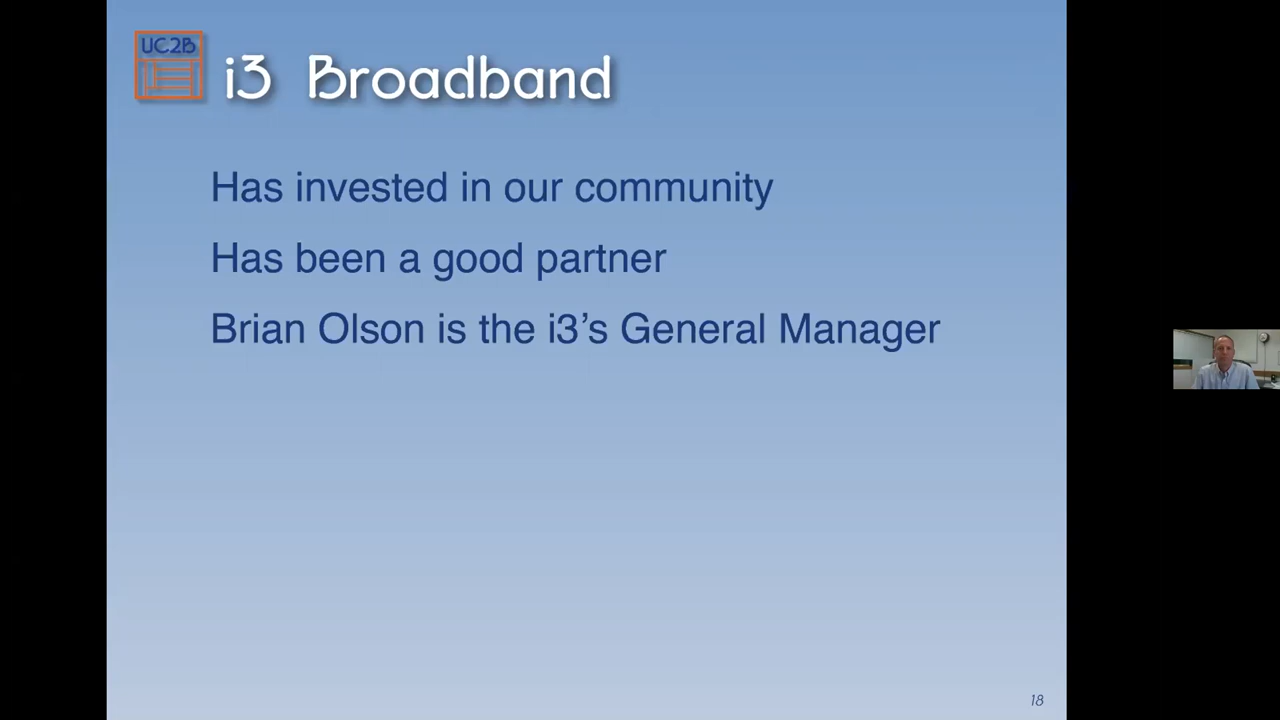 UC2B
i3 Broadband
Has invested in our community
Has been a good partner
Brian Olson is the i3’s General Manager
18